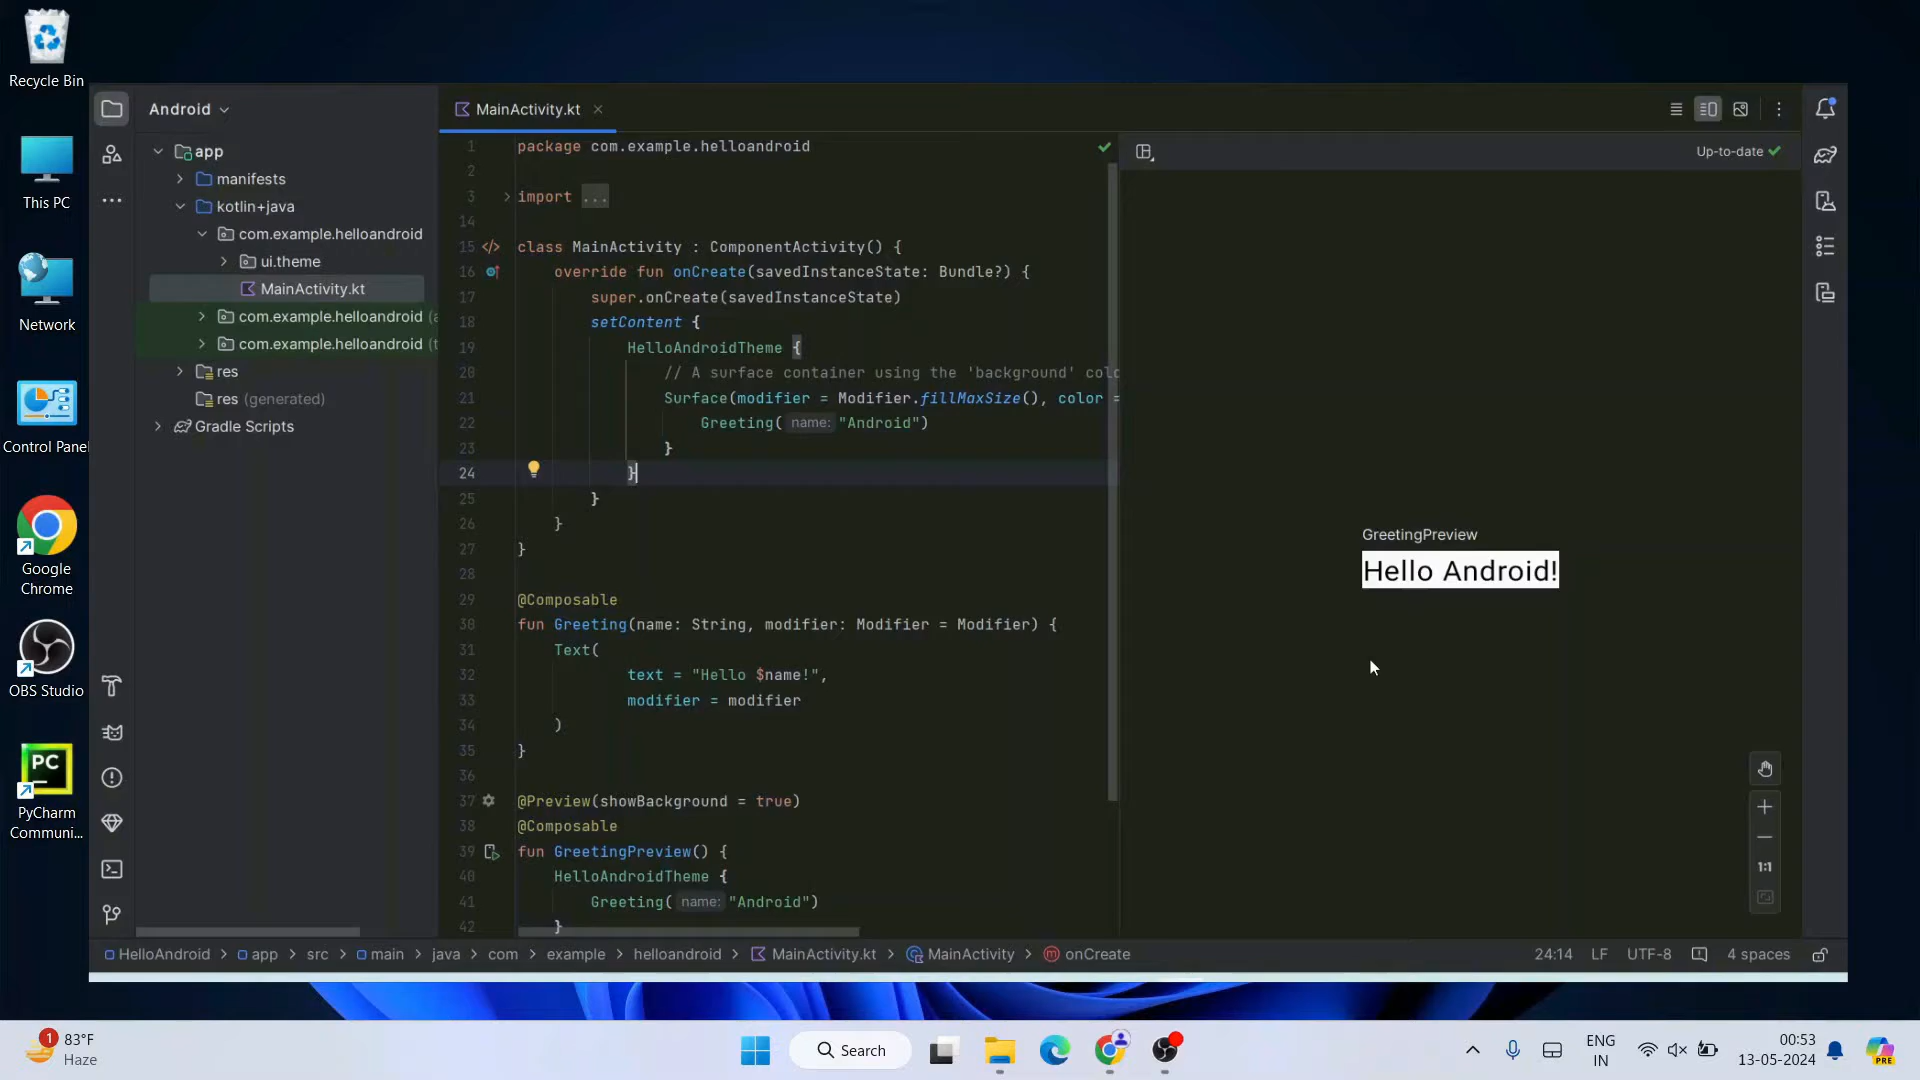 Recycle Bin
This PC
Network
Control Panel
Google
Chrome
OBS Studio
PyCharm
Communi...
Android
app
manifests
kotlin+java
com.example.helloandroid
ui.theme
MainActivity.kt
com.example.helloandroid (a
com.example.helloandroid (t
res
res (generated)
Gradle Scripts
MainActivity.kt
1 package com.example.helloandroid
2
3 import ...
14
15 class MainActivity : ComponentActivity() {
16 override fun onCreate(savedInstanceState: Bundle?) {
17 super.onCreate(savedInstanceState)
18 setContent {
19 HelloAndroidTheme {
20 // A surface container using the 'background' colo
21 Surface(modifier = Modifier.fillMaxSize(), color =
22 Greeting( name: "Android")
23 }
24 }
25 }
26 }
27 }
28
29 @Composable
30 fun Greeting(name: String, modifier: Modifier = Modifier) {
31 Text(
32 text = "Hello $name!",
33 modifier = modifier
34 )
35 }
36
37 @Preview(showBackground = true)
38 @Composable
39 fun GreetingPreview() {
40 HelloAndroidTheme {
41 Greeting( name: "Android")
42 }
Up-to-date
GreetingPreview
Hello Android!
1:1
HelloAndroid > app > src > main > java > com > example > helloandroid > MainActivity.kt > MainActivity > onCreate
24:14 LF UTF-8 4 spaces
1
83°F
Haze
Search
ENG
IN
00:53
13-05-2024
PRE
PC